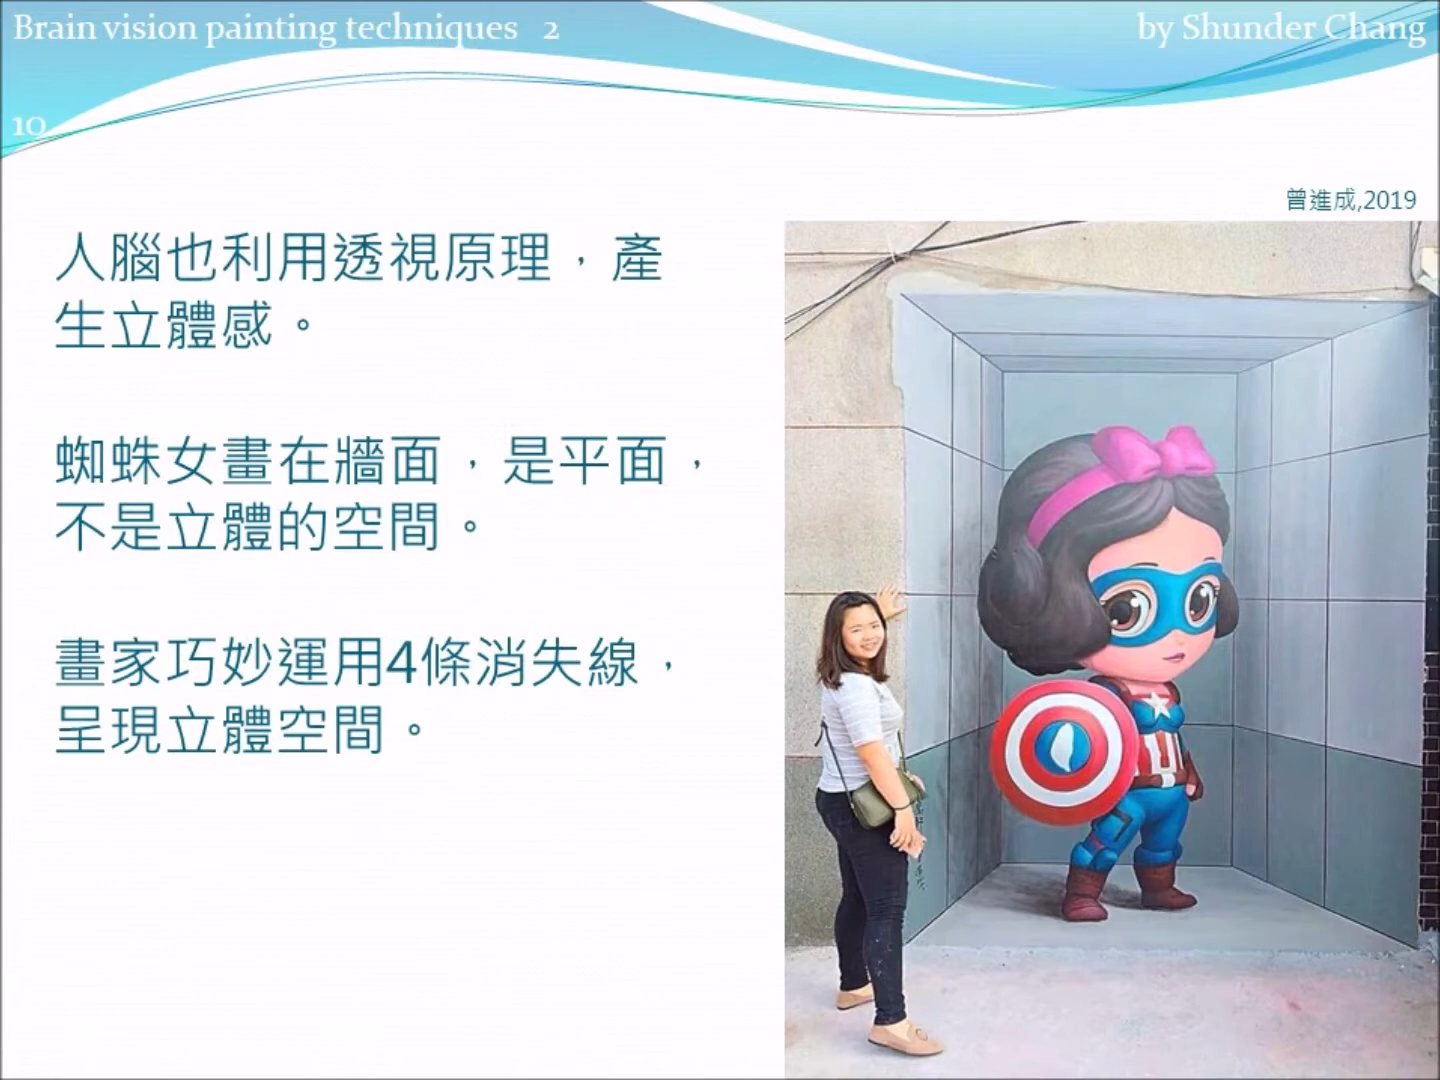 Brain vision painting techniques 2
by Shunder Chang
10
曾進成,2019
人腦也利用透視原理，產
生立體感。
蜘蛛女畫在牆面，是平面，
不是立體的空間。
畫家巧妙運用4條消失線，
呈現立體空間。